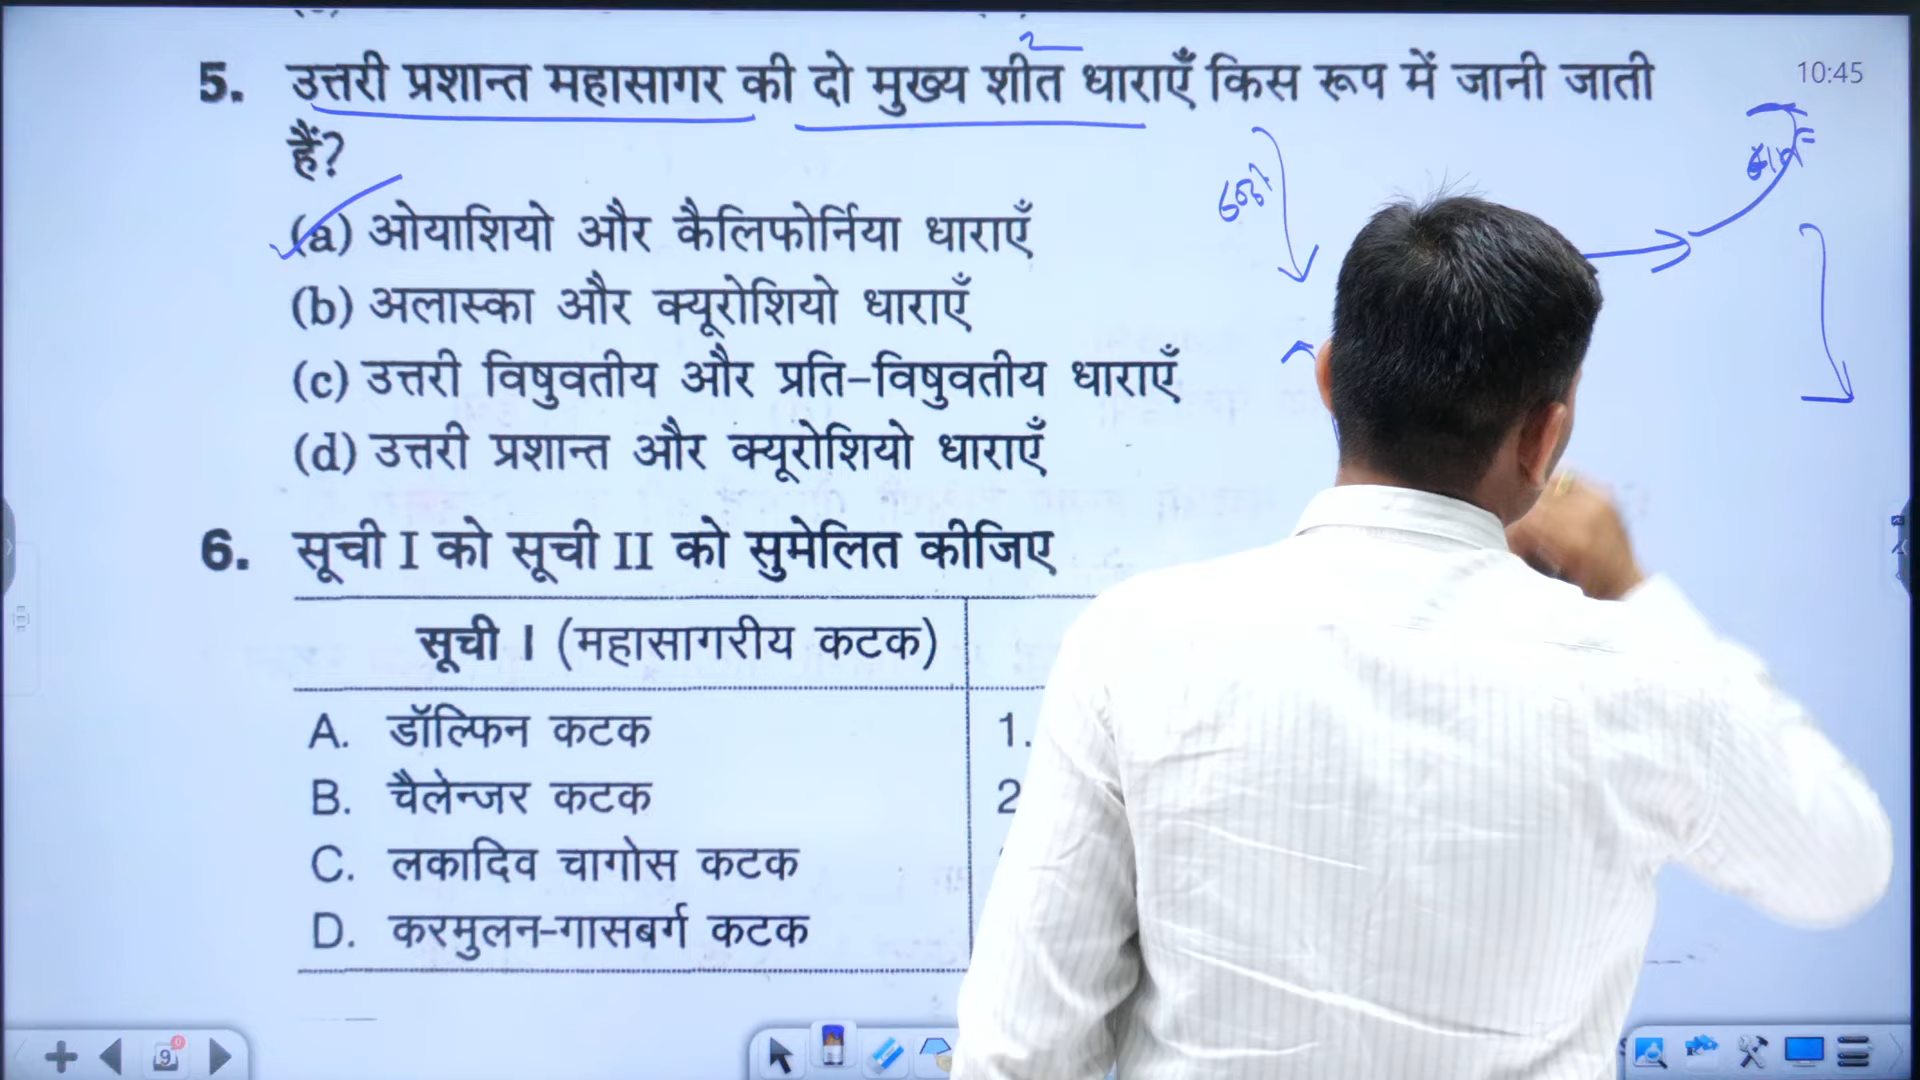 10:45
5. उत्तरी प्रशान्त महासागर की दो मुख्य शीत धाराएँ किस रूप में जानी जाती
हैं?
(a) ओयाशियो और कैलिफोर्निया धाराएँ
(b) अलास्का और क्यूरोशियो धाराएँ
(c) उत्तरी विषुवतीय और प्रति-विषुवतीय धाराएँ
(d) उत्तरी प्रशान्त और क्यूरोशियो धाराएँ
6. सूची I को सूची II को सुमेलित कीजिए
सूची I (महासागरीय कटक)
A. डॉल्फिन कटक 1.
B. चैलेन्जर कटक 2
C. लकादिव चागोस कटक
D. करमुलन-गासबर्ग कटक
9